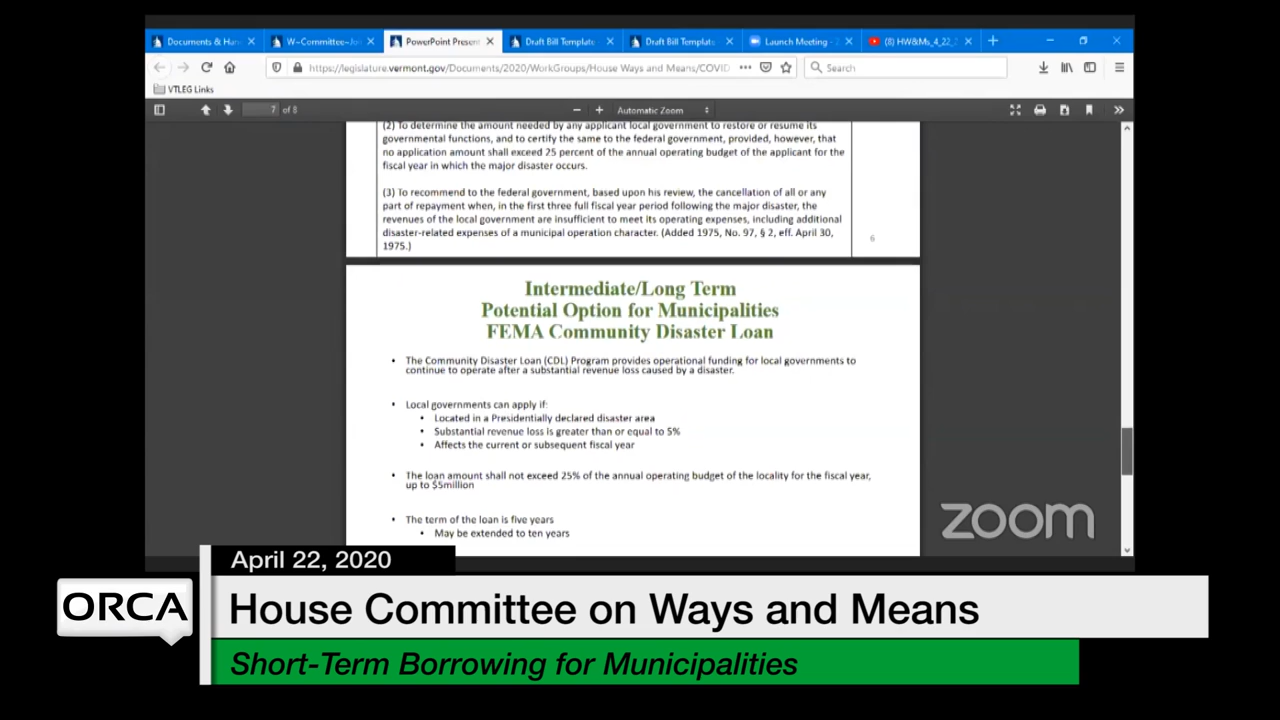 Documents & Han
W~Committee~Joi
PowerPoint Present
Draft Bill Template
Draft Bill Template
Launch Meeting - Z
(8) HW&Ms_4_22_
https://legislature.vermont.gov/Documents/2020/WorkGroups/House Ways and Means/COVID
Search
VTLEG Links
7 of 8
Automatic Zoom
(2) To determine the amount needed by any applicant local government to restore or resume its
governmental functions, and to certify the same to the federal government, provided, however, that
no application amount shall exceed 25 percent of the annual operating budget of the applicant for the
fiscal year in which the major disaster occurs.
(3) To recommend to the federal government, based upon his review, the cancellation of all or any
part of repayment when, in the first three full fiscal year period following the major disaster, the
revenues of the local government are insufficient to meet its operating expenses, including additional
disaster-related expenses of a municipal operation character. (Added 1975, No. 97, § 2, eff. April 30,
1975.)
6
Intermediate/Long Term
Potential Option for Municipalities
FEMA Community Disaster Loan
• The Community Disaster Loan (CDL) Program provides operational funding for local governments to
continue to operate after a substantial revenue loss caused by a disaster.
• Local governments can apply if:
• Located in a Presidentially declared disaster area
• Substantial revenue loss is greater than or equal to 5%
• Affects the current or subsequent fiscal year
• The loan amount shall not exceed 25% of the annual operating budget of the locality for the fiscal year,
up to $5million
• The term of the loan is five years
• May be extended to ten years
zoom
April 22, 2020
ORCA
House Committee on Ways and Means
Short-Term Borrowing for Municipalities